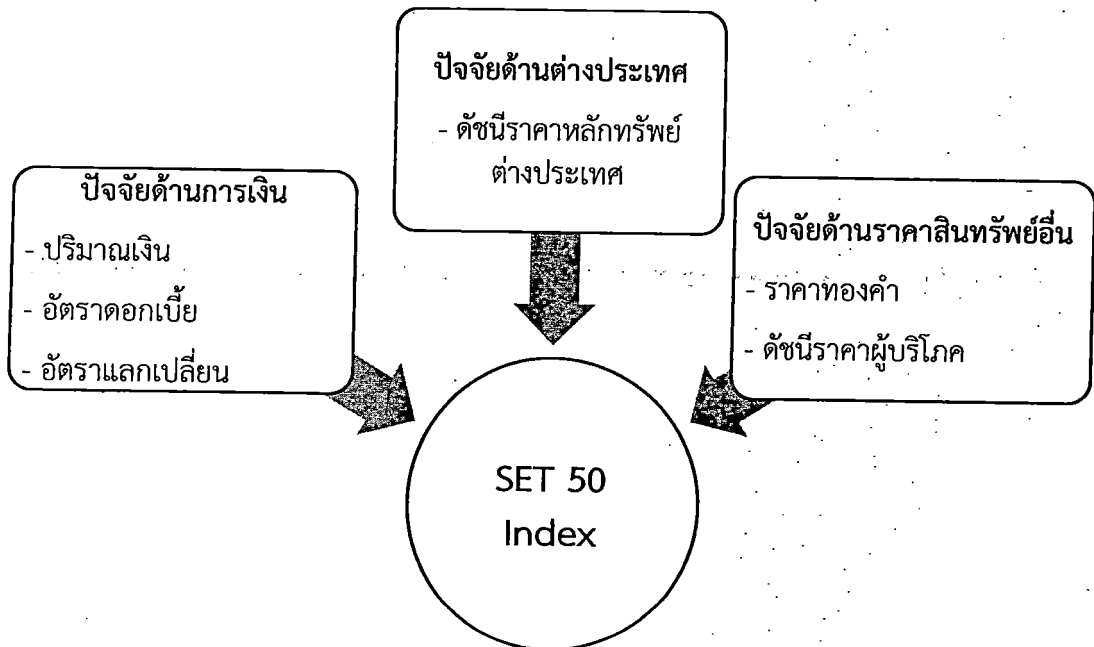 ปัจจัยด้านต่างประเทศ
- ดัชนีราคาหลักทรัพย์
ต่างประเทศ
ปัจจัยด้านการเงิน
- ปริมาณเงิน
- อัตราดอกเบี้ย
- อัตราแลกเปลี่ยน
ปัจจัยด้านราคาสินทรัพย์อื่น
- ราคาทองคำ
- ดัชนีราคาผู้บริโภค
SET 50
Index